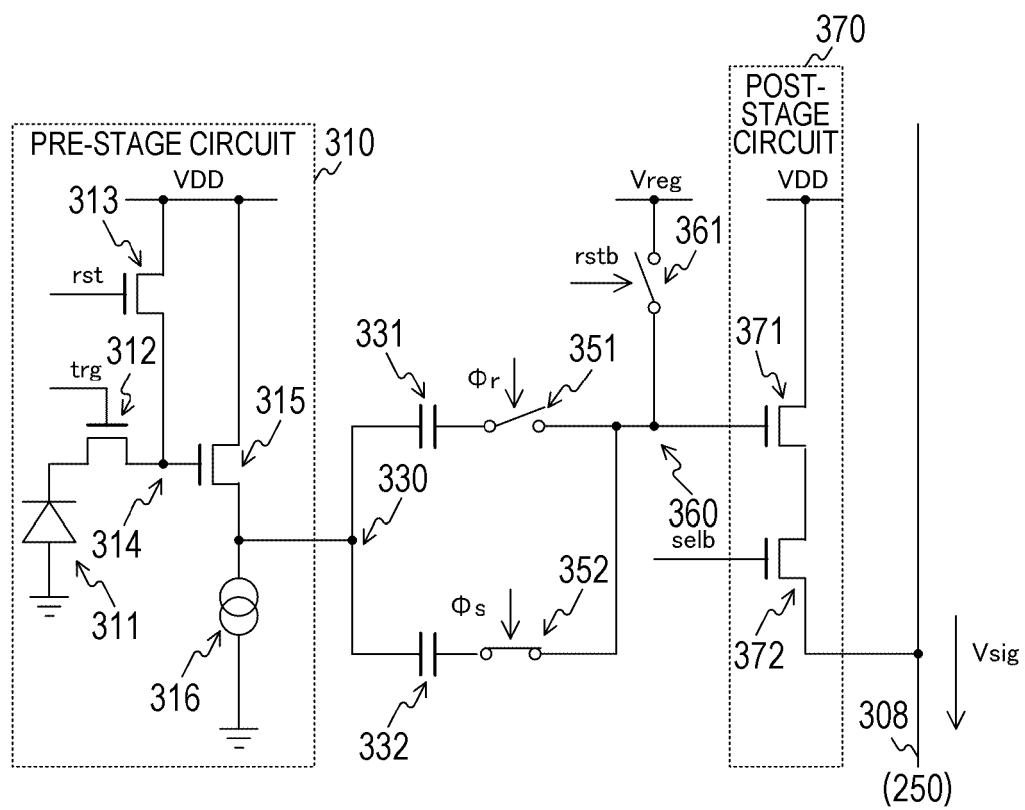 370
POST-
STAGE
CIRCUIT
VDD
PRE-STAGE CIRCUIT
310
VDD
313
rst
312
trg
315
314
311
316
Vreg
361
rstb
331
Φr
351
330
360
selb
Φs
352
332
371
372
Vsig
308
(250)